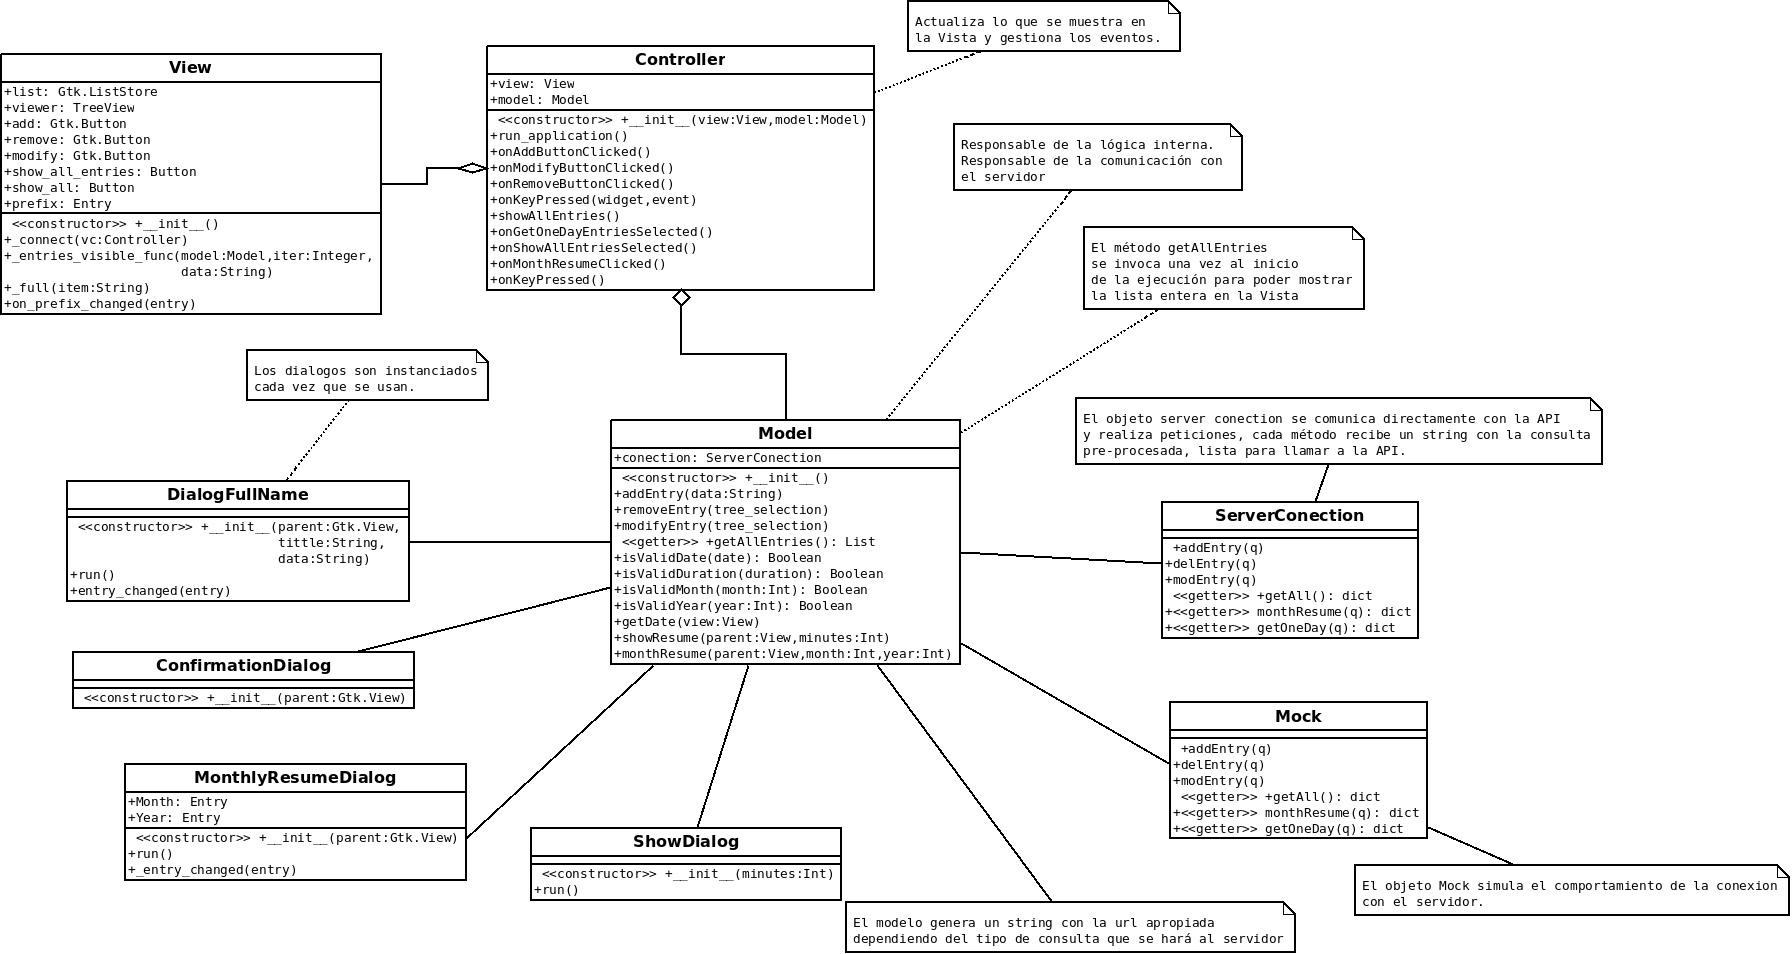 Actualiza lo que se muestra en
la Vista y gestiona los eventos.
View
+list: Gtk.ListStore
+viewer: TreeView
+add: Gtk.Button
+remove: Gtk.Button
+modify: Gtk.Button
+show_all_entries: Button
+show_all: Button
+prefix: Entry
<<constructor>> +__init__()
+_connect(vc:Controller)
+_entries_visible_func(model:Model,iter:Integer,
data:String)
+_full(item:String)
+on_prefix_changed(entry)
Controller
+view: View
+model: Model
<<constructor>> +__init__(view:View,model:Model)
+run_application()
+onAddButtonClicked()
+onModifyButtonClicked()
+onRemoveButtonClicked()
+onKeyPressed(widget,event)
+showAllEntries()
+onGetOneDayEntriesSelected()
+onShowAllEntriesSelected()
+onMonthResumeClicked()
+onKeyPressed()
Responsable de la lógica interna.
Responsable de la comunicación con
el servidor
El método getAllEntries
se invoca una vez al inicio
de la ejecución para poder mostrar
la lista entera en la Vista
Los dialogos son instanciados
cada vez que se usan.
El objeto server conection se comunica directamente con la API
y realiza peticiones, cada método recibe un string con la consulta
pre-procesada, lista para llamar a la API.
Model
+conection: ServerConection
<<constructor>> +__init__()
+addEntry(data:String)
+removeEntry(tree_selection)
+modifyEntry(tree_selection)
<<getter>> +getAllEntries(): List
+isValidDate(date): Boolean
+isValidDuration(duration): Boolean
+isValidMonth(month:Int): Boolean
+isValidYear(year:Int): Boolean
+getDate(view:View)
+showResume(parent:View,minutes:Int)
+monthResume(parent:View,month:Int,year:Int)
DialogFullName
<<constructor>> +__init__(parent:Gtk.View,
tittle:String,
data:String)
+run()
+entry_changed(entry)
ServerConection
+addEntry(q)
+delEntry(q)
+modEntry(q)
<<getter>> +getAll(): dict
+<<getter>> monthResume(q): dict
+<<getter>> getOneDay(q): dict
ConfirmationDialog
<<constructor>> +__init__(parent:Gtk.View)
Mock
+addEntry(q)
+delEntry(q)
+modEntry(q)
<<getter>> +getAll(): dict
+<<getter>> monthResume(q): dict
+<<getter>> getOneDay(q): dict
MonthlyResumeDialog
+Month: Entry
+Year: Entry
<<constructor>> +__init__(parent:Gtk.View)
+run()
+_entry_changed(entry)
ShowDialog
<<constructor>> +__init__(minutes:Int)
+run()
El objeto Mock simula el comportamiento de la conexion
con el servidor.
El modelo genera un string con la url apropiada
dependiendo del tipo de consulta que se hará al servidor